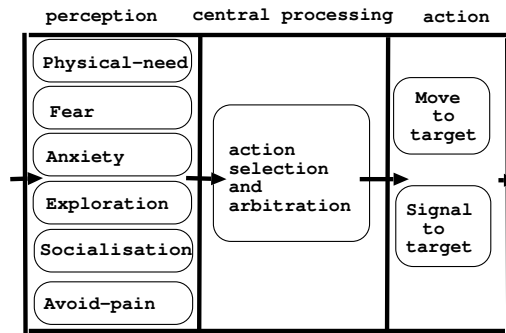 perception central processing action
Physical-need
Fear
Anxiety
Exploration
Socialisation
Avoid-pain
action
selection
and
arbitration
Move
to
target
Signal
to
target